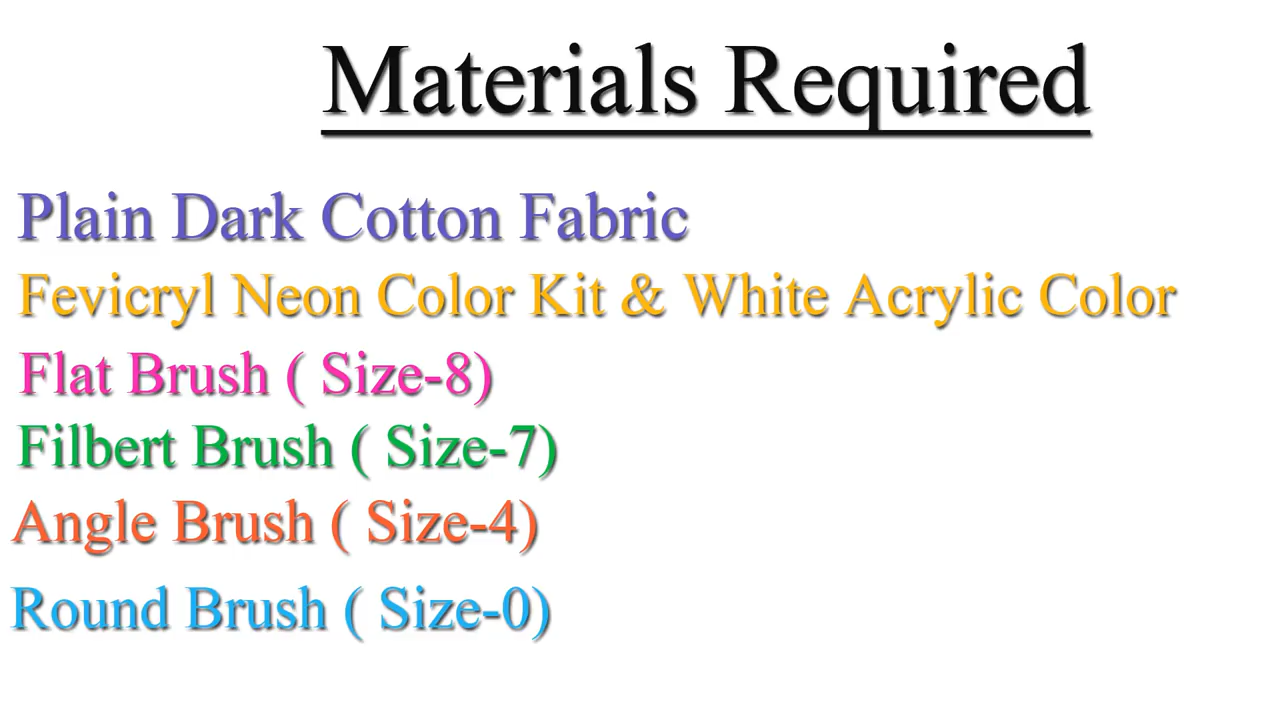 Materials Required
Plain Dark Cotton Fabric
Fevicryl Neon Color Kit & White Acrylic Color
Flat Brush ( Size-8)
Filbert Brush ( Size-7)
Angle Brush ( Size-4)
Round Brush ( Size-0)